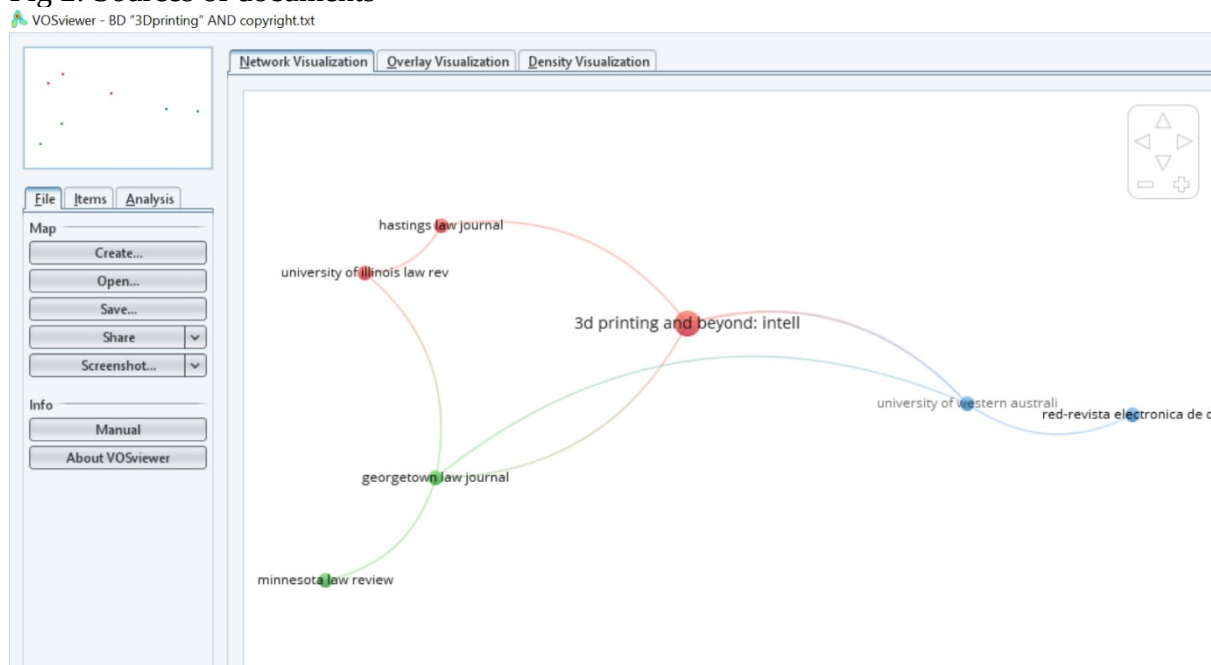 Fig 2. Sources of documents
VOSviewer - BD "3Dprinting" AND copyright.txt
Network Visualization Overlay Visualization Density Visualization
File Items Analysis
Map
Create...
Open...
Save...
Share
Screenshot...
Info
Manual
About VOSviewer
hastings law journal
university of illinois law rev
3d printing and beyond: intell
university of western australi
red-revista electronica de
georgetown law journal
minnesota law review